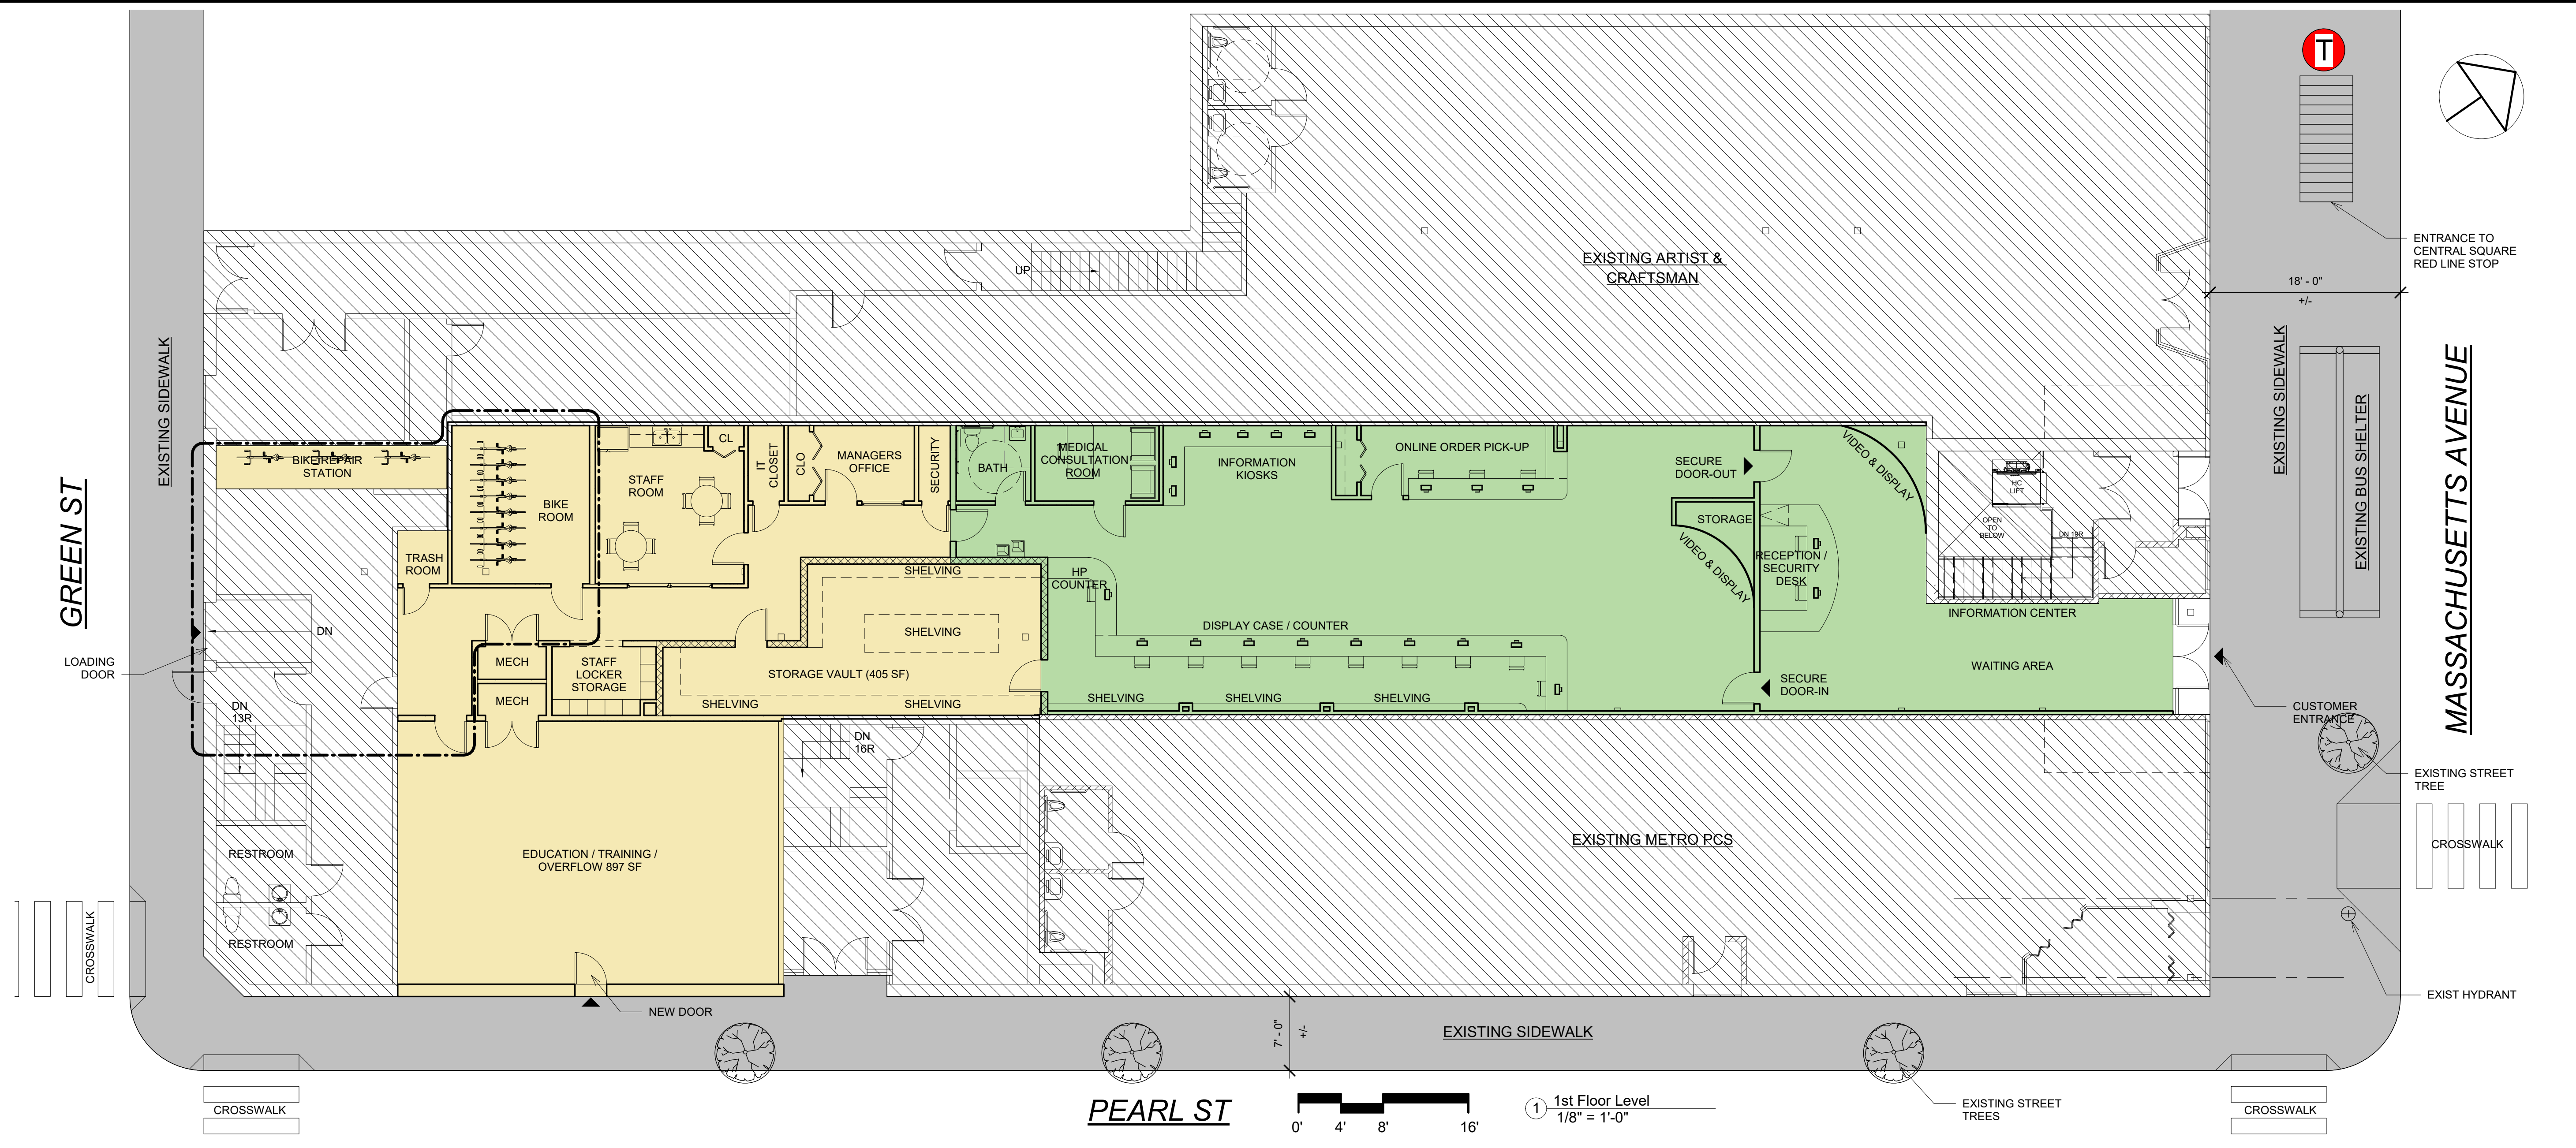 T
ENTRANCE TO
CENTRAL SQUARE
RED LINE STOP
18' - 0"
+/-
UP
EXISTING ARTIST &
CRAFTSMAN
EXISTING SIDEWALK
EXISTING SIDEWALK
EXISTING BUS SHELTER
MASSACHUSETTS AVENUE
GREEN ST
BIKE REPAIR
STATION
BIKE
ROOM
STAFF
ROOM
CL
IT
CLOSET
CLO
MANAGERS
OFFICE
SECURITY
BATH
MEDICAL
CONSULTATION
ROOM
INFORMATION
KIOSKS
ONLINE ORDER PICK-UP
SECURE
DOOR-OUT
VIDEO & DISPLAY
HC
LIFT
OPEN
TO
BELOW
DN 19R
STORAGE
VIDEO & DISPLAY
RECEPTION /
SECURITY
DESK
TRASH
ROOM
SHELVING
HP
COUNTER
INFORMATION CENTER
DN
SHELVING
DISPLAY CASE / COUNTER
LOADING
DOOR
MECH
STAFF
LOCKER
STORAGE
STORAGE VAULT (405 SF)
WAITING AREA
SECURE
DOOR-IN
MECH
SHELVING
SHELVING
SHELVING
SHELVING
SHELVING
CUSTOMER
ENTRANCE
DN
13R
DN
16R
EXISTING STREET
TREE
EXISTING METRO PCS
CROSSWALK
RESTROOM
EDUCATION / TRAINING /
OVERFLOW 897 SF
RESTROOM
CROSSWALK
EXIST HYDRANT
NEW DOOR
7' - 0"
+/-
EXISTING SIDEWALK
PEARL ST
0'
4'
8'
16'
1
1st Floor Level
1/8" = 1'-0"
EXISTING STREET
TREES
CROSSWALK
CROSSWALK